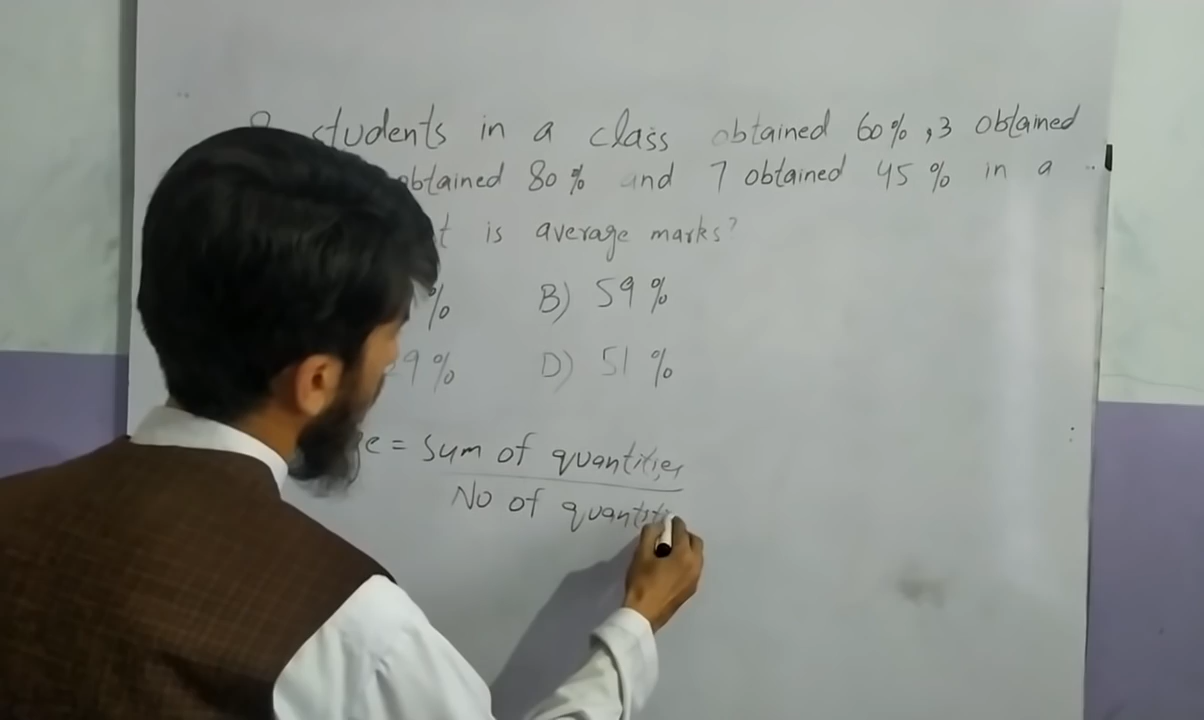 students in a class obtained 60%, 3 obtained
obtained 80% and 7 obtained 45% in a
is average marks?
% B) 59%
9% D) 51%
= Sum of quantities
No of